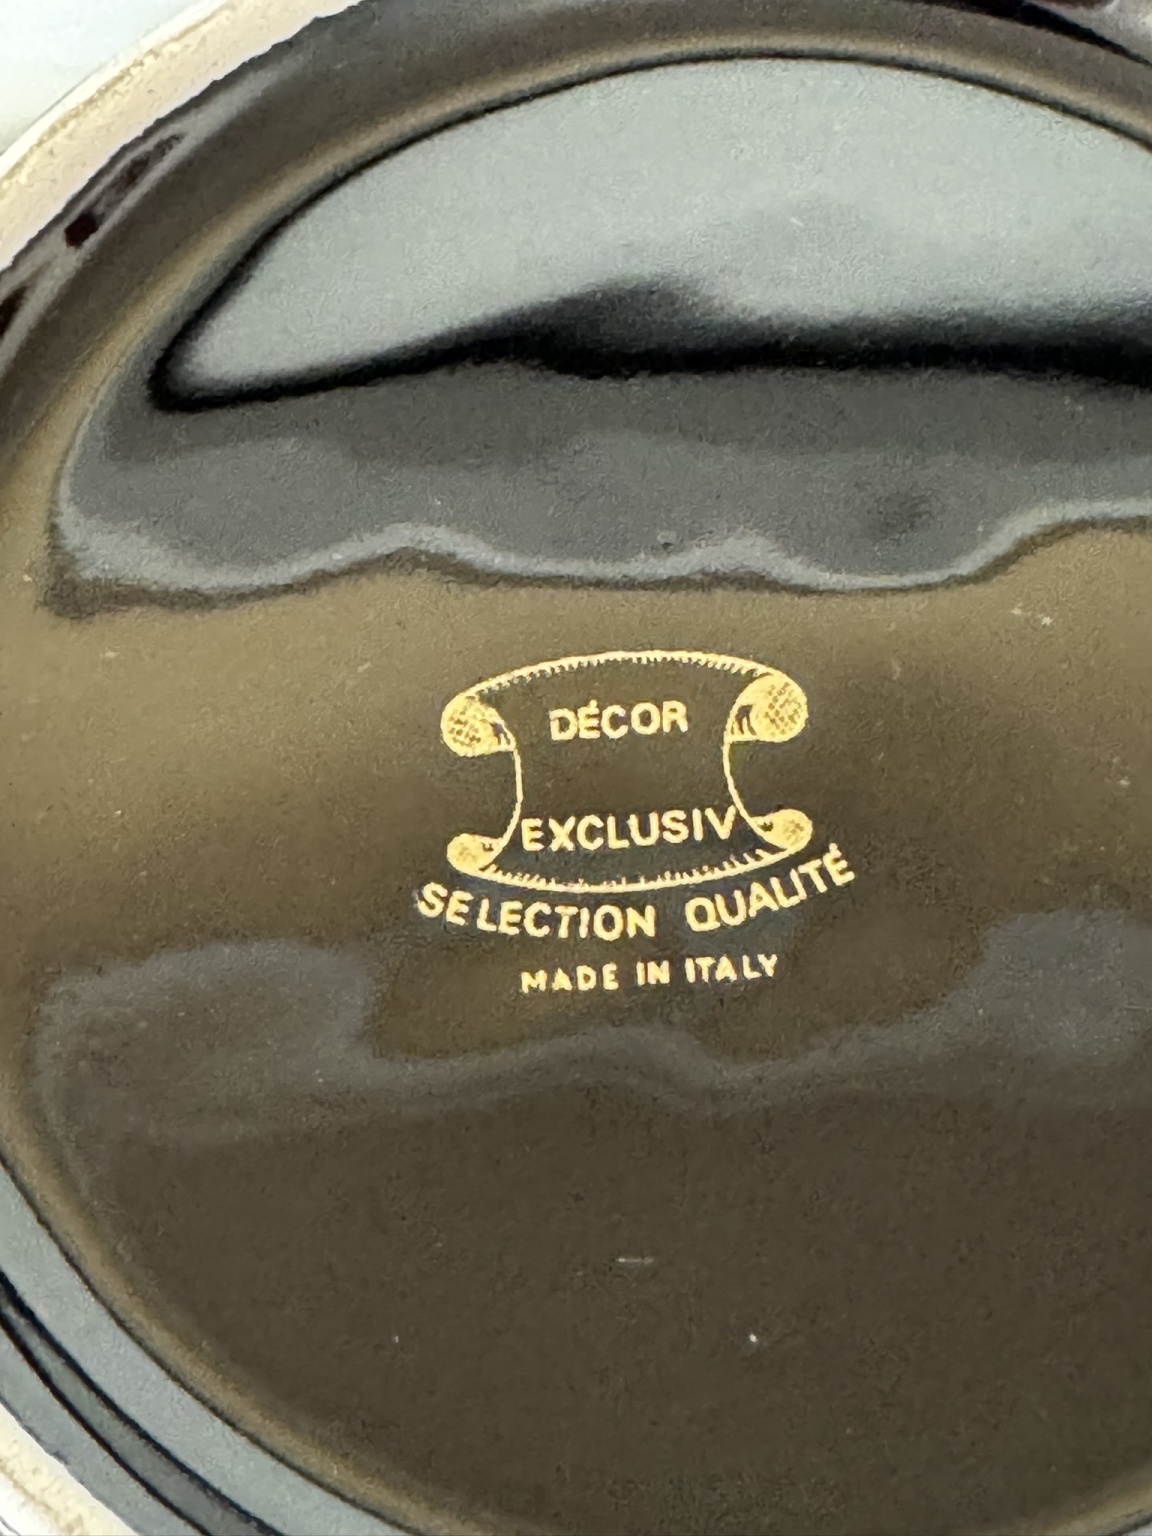 DÉCOR
EXCLUSIV
SELECTION QUALITÉ
MADE IN ITALY